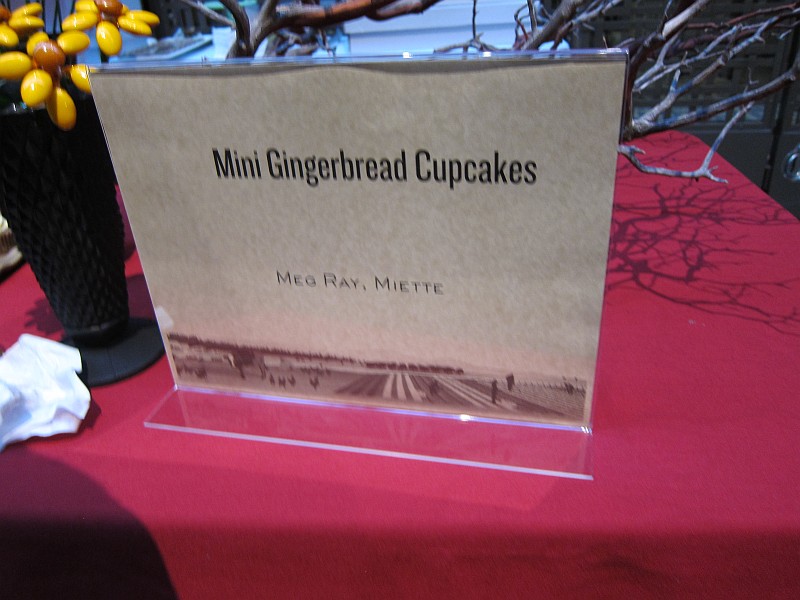 Mini Gingerbread Cupcakes
Meg Ray, Miette